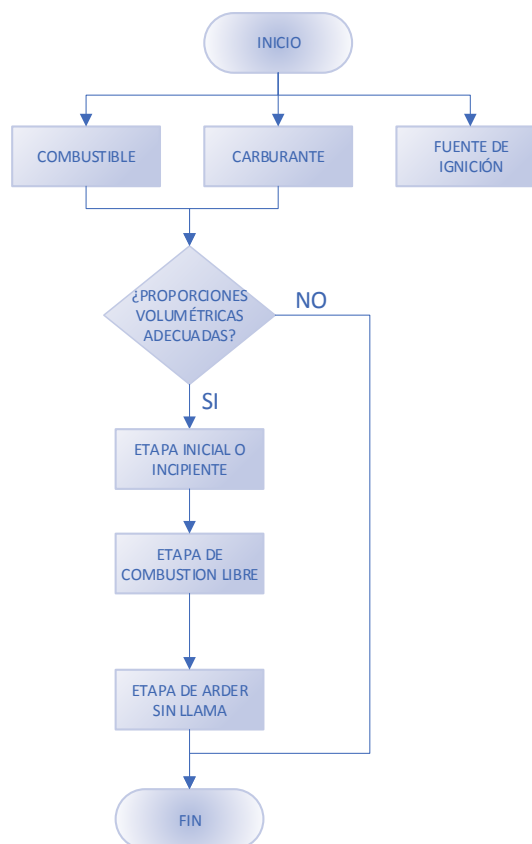 INICIO
COMBUSTIBLE
CARBURANTE
FUENTE DE
IGNICIÓN
¿PROPORCIONES
VOLUMÉTRICAS
ADECUADAS?
NO
SI
ETAPA INICIAL O
INCIPIENTE
ETAPA DE
COMBUSTION LIBRE
ETAPA DE ARDER
SIN LLAMA
FIN